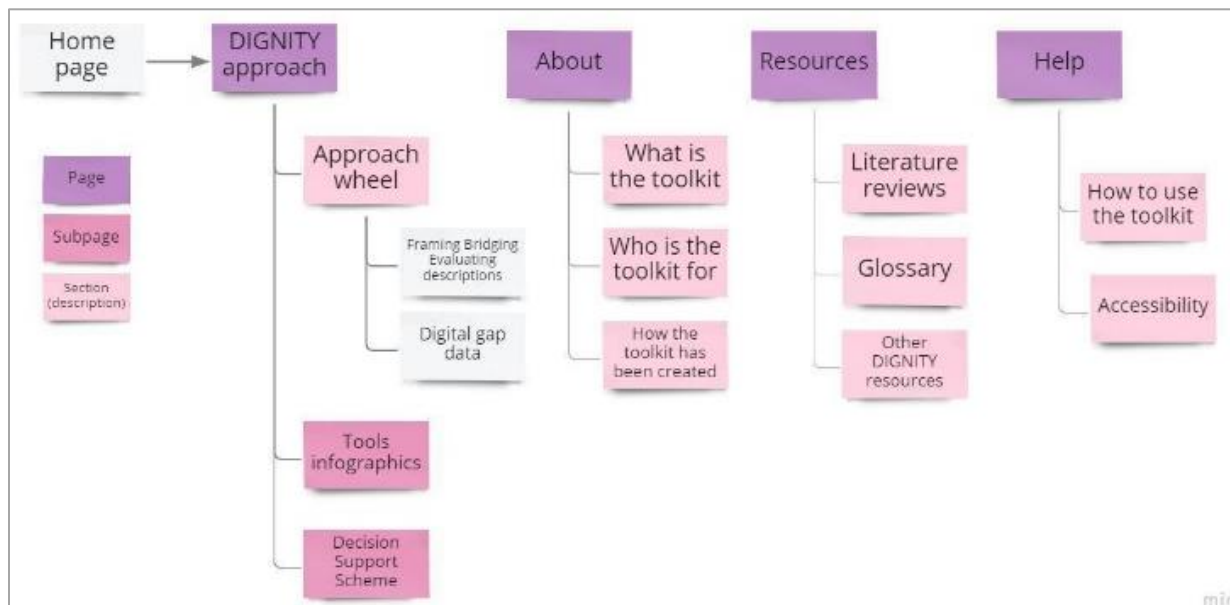 Home
page
DIGNITY
approach
About
Resources
Help
Page
Subpage
Section
(description)
Approach
wheel
Framing Bridging
Evaluating
descriptions
Digital gap
data
Tools
infographics
Decision
Support
Scheme
What is
the toolkit
Who is the
toolkit for
How the
toolkit has
been created
Literature
reviews
Glossary
Other
DIGNITY
resources
How to use
the toolkit
Accessibility